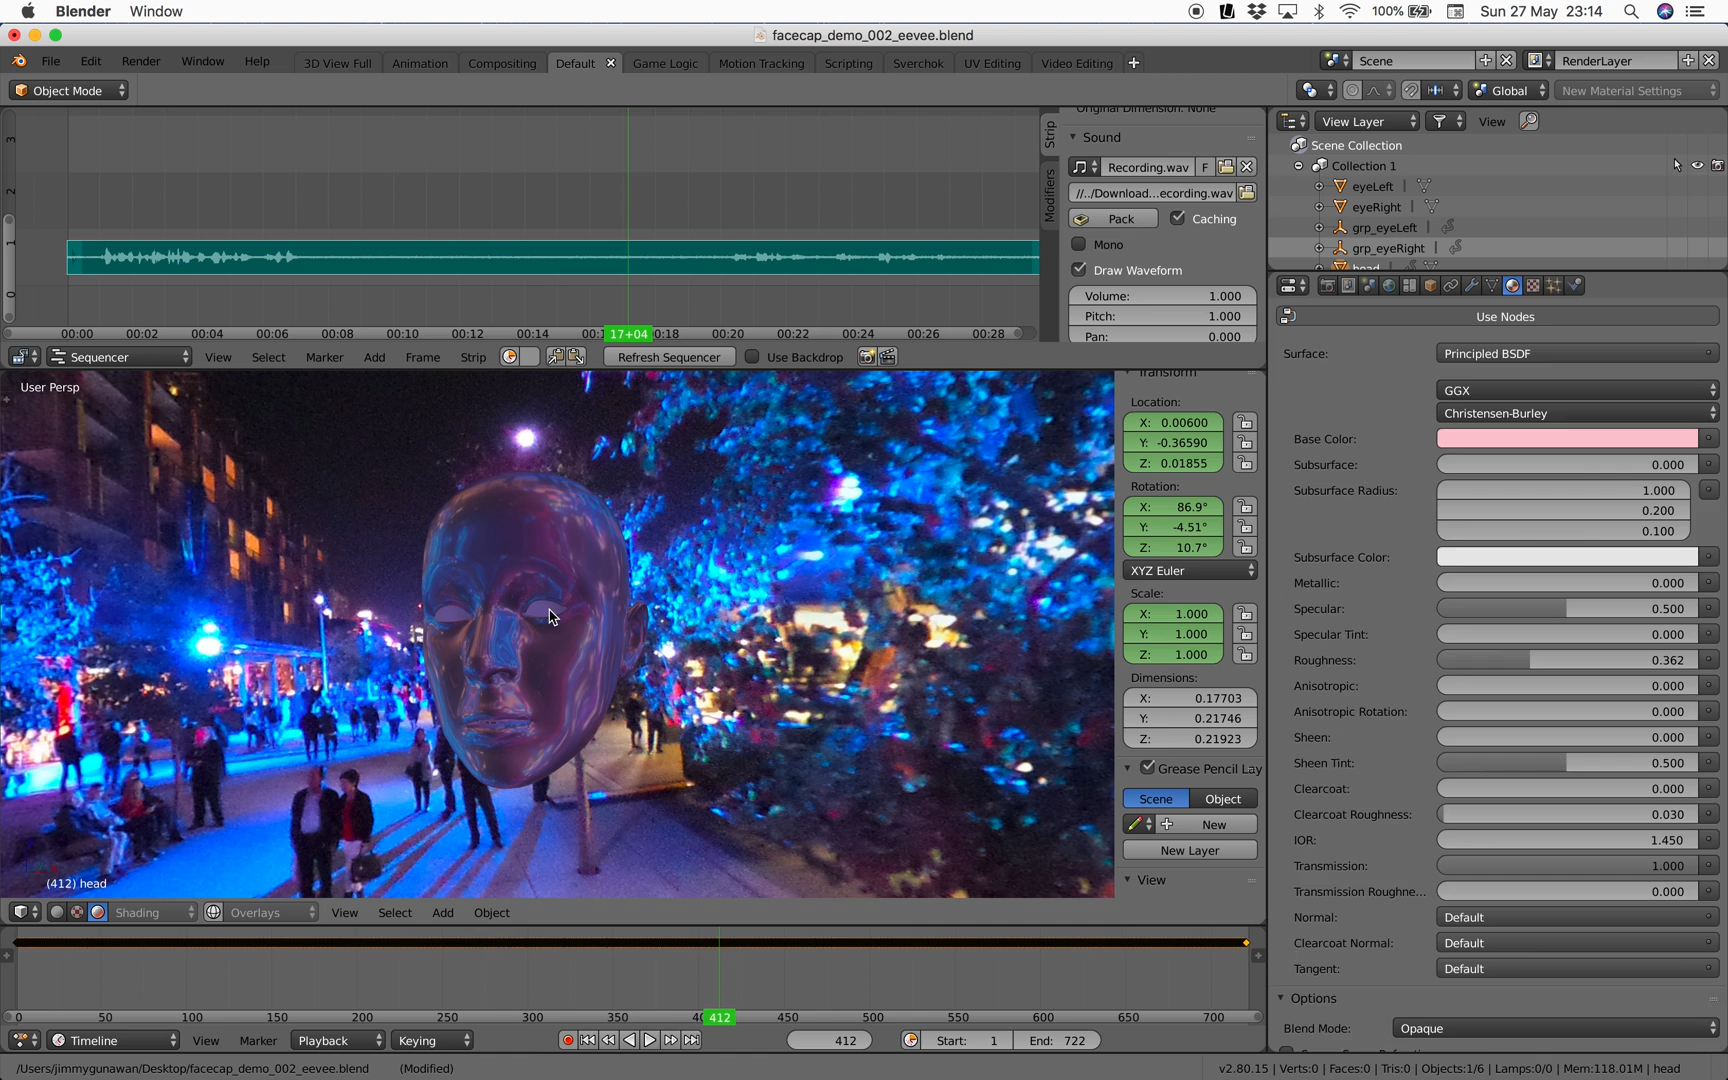 Blender Window 100% Sun 27 May 23:14
facecap_demo_002_eevee.blend
File Edit Render Window Help 3D View Full Animation Compositing Default Game Logic Motion Tracking Scripting Sverchok UV Editing Video Editing Scene RenderLayer
Object Mode Global New Material Settings
Original Dimension: None
Strip
Modifiers
Sound
Recording.wav F
//../Download...ecording.wav
Pack Caching
Mono
Draw Waveform
Volume: 1.000
Pitch: 1.000
Pan: 0.000
3
2
1
0
00:00 00:02 00:04 00:06 00:08 00:10 00:12 00:14 17+04 0:18 00:20 00:22 00:24 00:26 00:28
Sequencer View Select Marker Add Frame Strip Refresh Sequencer Use Backdrop
View Layer View
Scene Collection
Collection 1
eyeLeft
eyeRight
grp_eyeLeft
grp_eyeRight
head
User Persp
(412) head
Transform
Location:
X: 0.00600
Y: -0.36590
Z: 0.01855
Rotation:
X: 86.9°
Y: -4.51°
Z: 10.7°
XYZ Euler
Scale:
X: 1.000
Y: 1.000
Z: 1.000
Dimensions:
X: 0.17703
Y: 0.21746
Z: 0.21923
Grease Pencil Lay
Scene Object
New
New Layer
View
Shading Overlays View Select Add Object
Use Nodes
Surface: Principled BSDF
GGX
Christensen-Burley
Base Color:
Subsurface: 0.000
Subsurface Radius: 1.000
0.200
0.100
Subsurface Color:
Metallic: 0.000
Specular: 0.500
Specular Tint: 0.000
Roughness: 0.362
Anisotropic: 0.000
Anisotropic Rotation: 0.000
Sheen: 0.000
Sheen Tint: 0.500
Clearcoat: 0.000
Clearcoat Roughness: 0.030
IOR: 1.450
Transmission: 1.000
Transmission Roughne... 0.000
Normal: Default
Clearcoat Normal: Default
Tangent: Default
Options
Blend Mode: Opaque
0 50 100 150 200 250 300 350 412 450 500 550 600 650 700
Timeline View Marker Playback Keying 412 Start: 1 End: 722
/Users/jimmygunawan/Desktop/facecap_demo_002_eevee.blend (Modified) v2.80.15 | Verts:0 | Faces:0 | Tris:0 | Objects:1/6 | Lamps:0/0 | Mem:118.01M | head